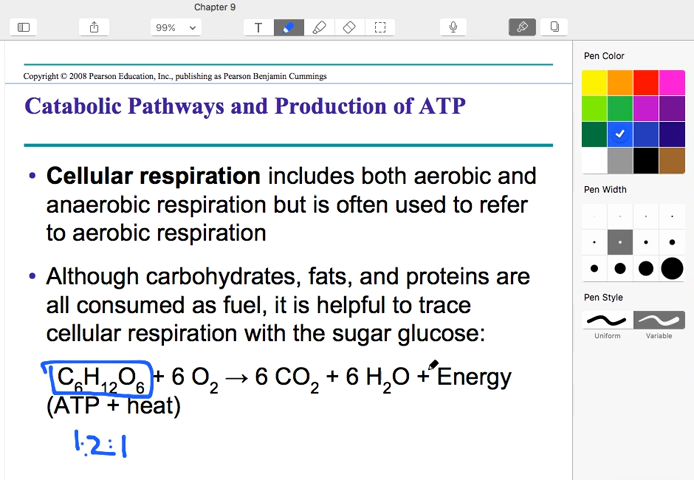 Chapter 9
99%
T
Copyright © 2008 Pearson Education, Inc., publishing as Pearson Benjamin Cummings
Catabolic Pathways and Production of ATP
• Cellular respiration includes both aerobic and
anaerobic respiration but is often used to refer
to aerobic respiration
• Although carbohydrates, fats, and proteins are
all consumed as fuel, it is helpful to trace
cellular respiration with the sugar glucose:
C6H12O6 + 6 O2 → 6 CO2 + 6 H2O + Energy
(ATP + heat)
1:2:1
Pen Color
Pen Width
Pen Style
Uniform
Variable